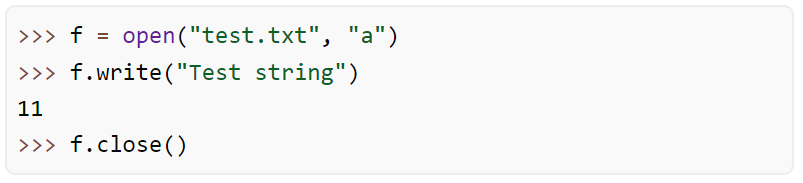 >>> f = open("test.txt", "a")
>>> f.write("Test string")
11
>>> f.close()